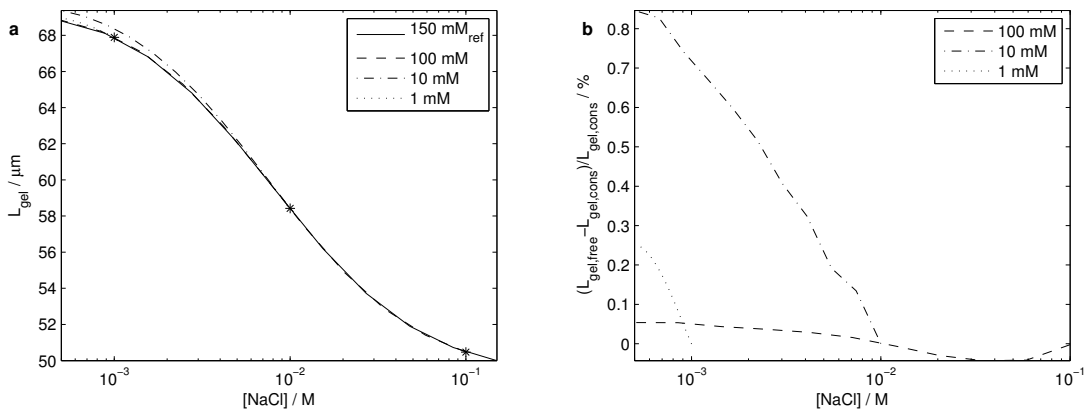 a
68
66
64
62
60
58
56
54
52
50
L_gel / μm
10⁻³
10⁻²
10⁻¹
[NaCl] / M
150 mM_ref
100 mM
10 mM
1 mM
b
0.8
0.7
0.6
0.5
0.4
0.3
0.2
0.1
0
(L_gel,free−L_gel,cons)/L_gel,cons / %
10⁻³
10⁻²
10⁻¹
[NaCl] / M
100 mM
10 mM
1 mM